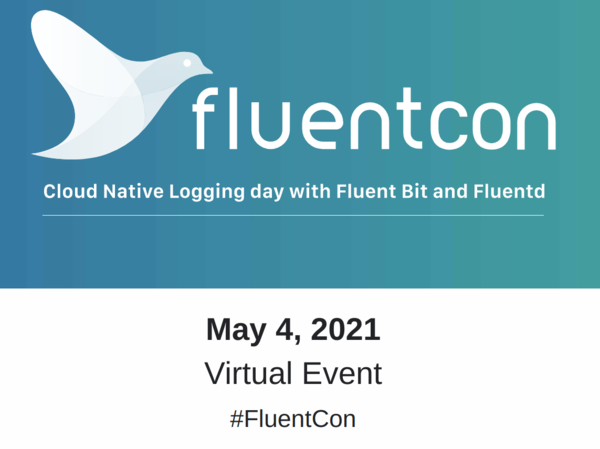 fluentcon
Cloud Native Logging day with Fluent Bit and Fluentd
May 4, 2021
Virtual Event
#FluentCon